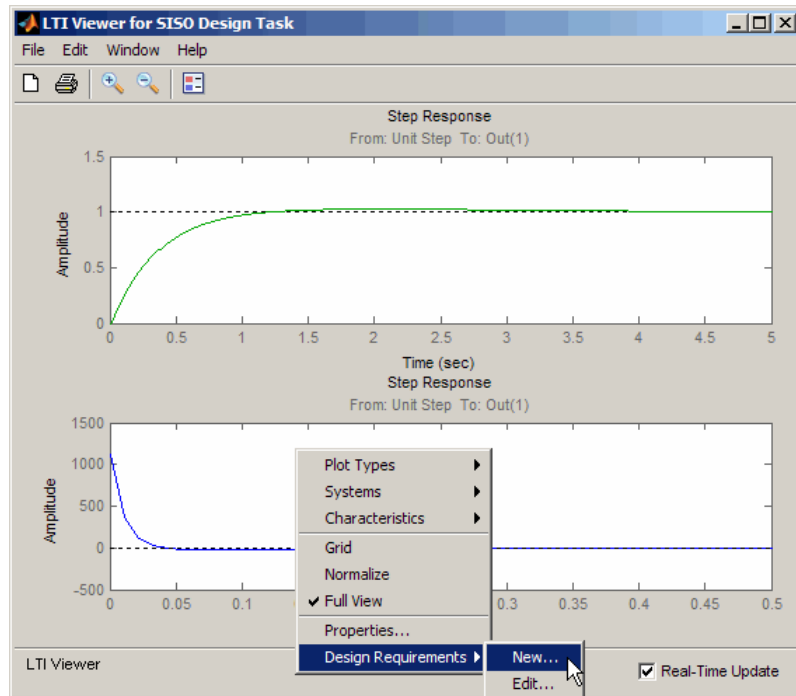 LTI Viewer for SISO Design Task
File Edit Window Help
Step Response
From: Unit Step To: Out(1)
1.5
1
0.5
0
Amplitude
0 0.5 1 1.5 2 2.5 3 3.5 4 4.5 5
Time (sec)
Step Response
From: Unit Step To: Out(1)
1500
1000
500
0
-500
Amplitude
0 0.05 0.1 0.3 0.35 0.4 0.45 0.5
Plot Types
Systems
Characteristics
Grid
Normalize
Full View
Properties...
Design Requirements
New...
Edit...
LTI Viewer
Real-Time Update